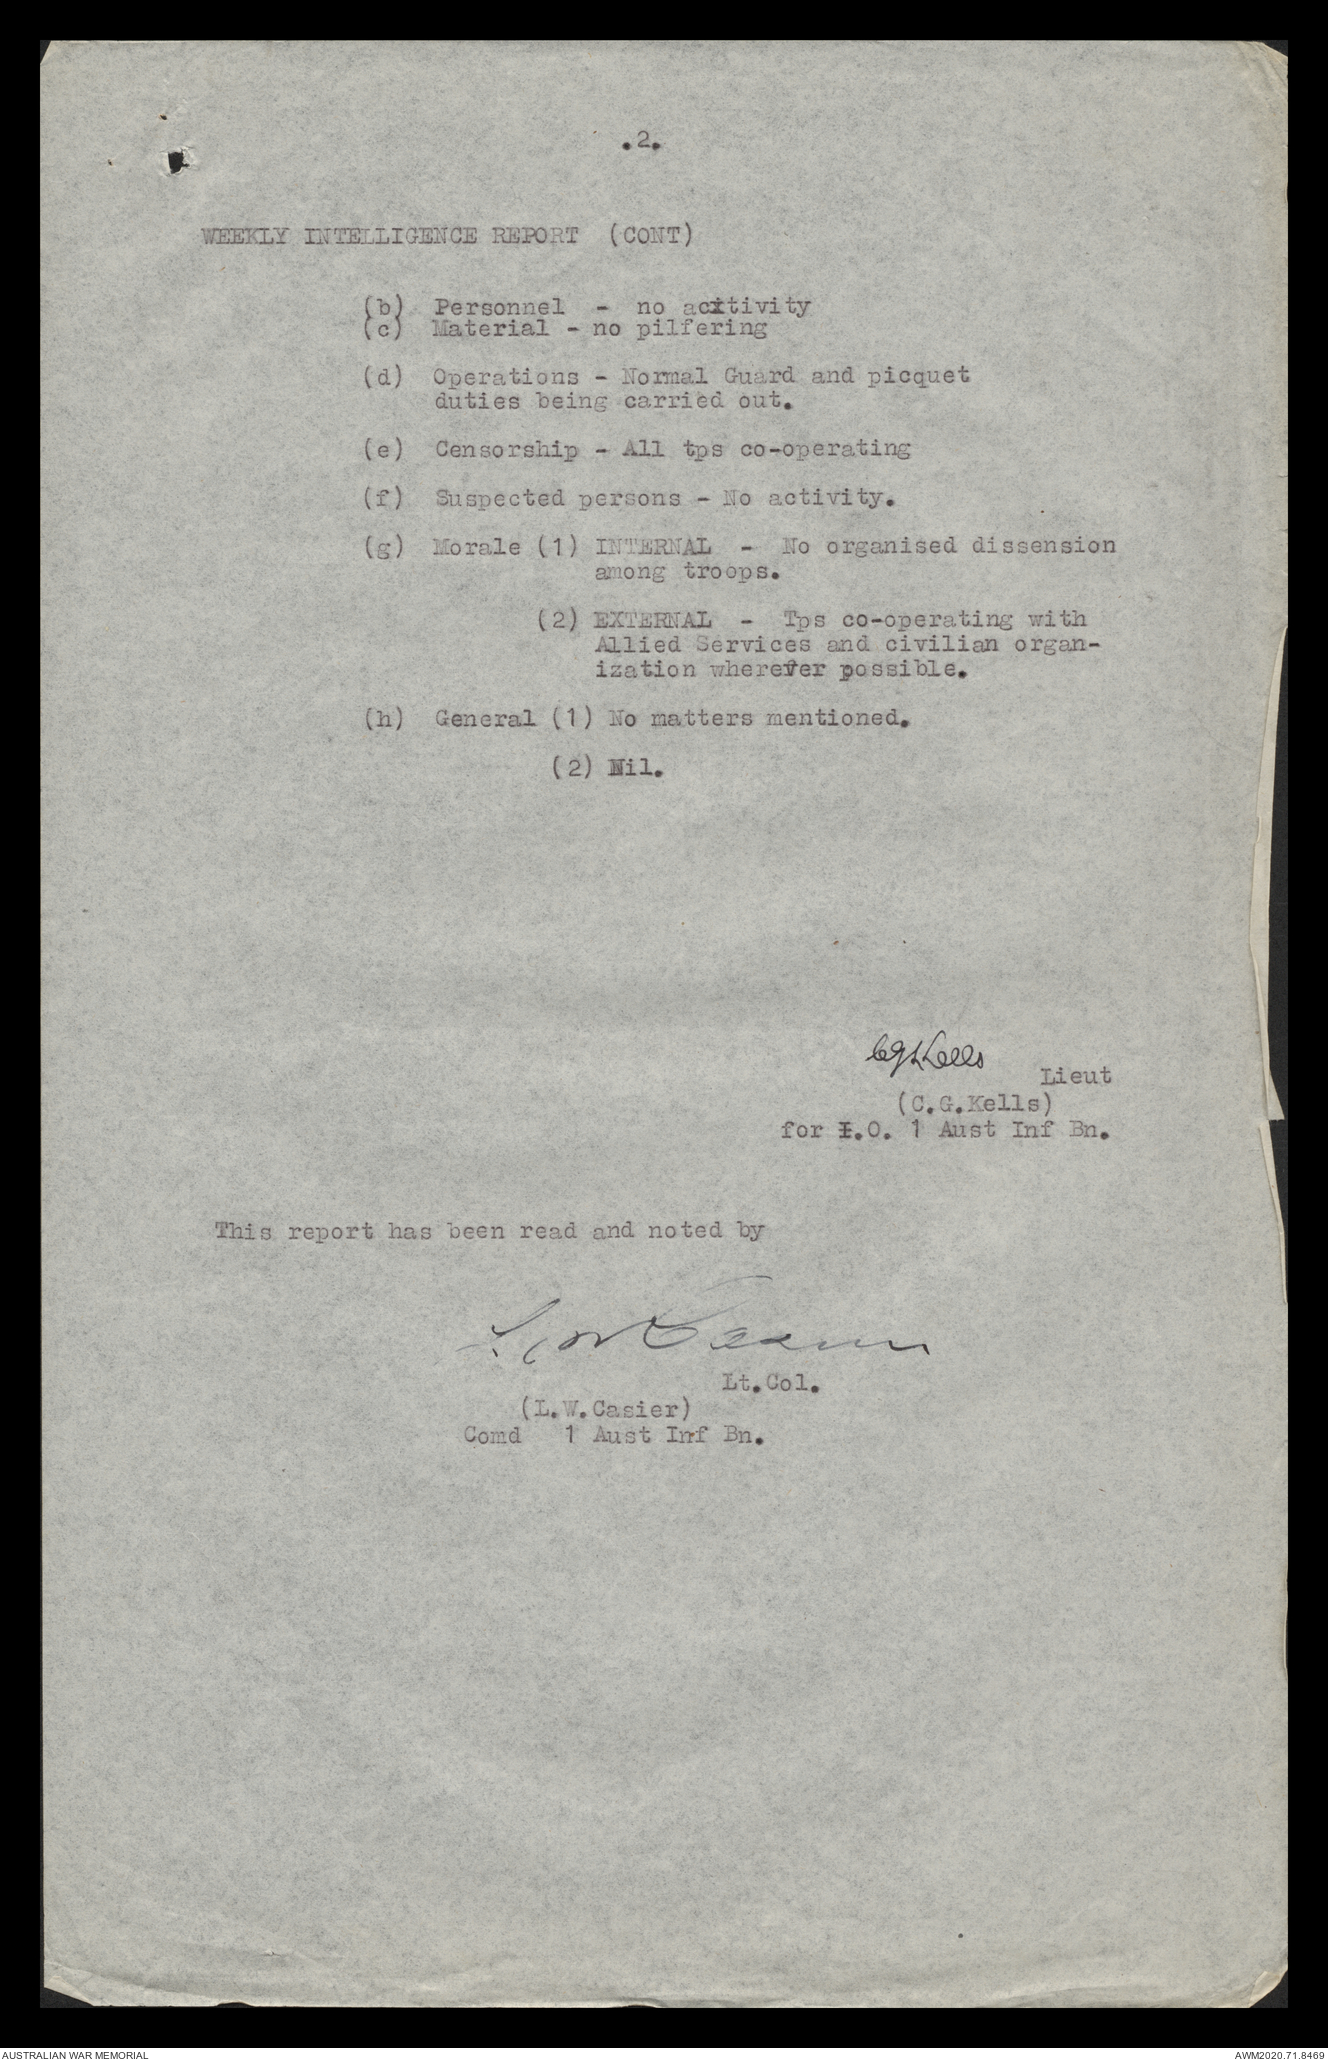 .2.
WEEKLY INTELLIGENCE REPORT (CONT)
(b) Personnel - no acitivity
(c) Material - no pilfering
(d) Operations - Normal Guard and picquet
duties being carried out.
(e) Censorship - All tps co-operating
(f) Suspected persons - No activity.
(g) Morale (1) INTERNAL - No organised dissension
among troops.
(2) EXTERNAL - Tps co-operating with
Allied Services and civilian organ-
ization wherever possible.
(h) General (1) No matters mentioned.
(2) Nil.
CGKells
Lieut
(C.G.Kells)
for I.O. 1 Aust Inf Bn.
This report has been read and noted by
Lt.Col.
(L.W.Casier)
Comd 1 Aust Inf Bn.
AUSTRALIAN WAR MEMORIAL
AWM2020.71.8469